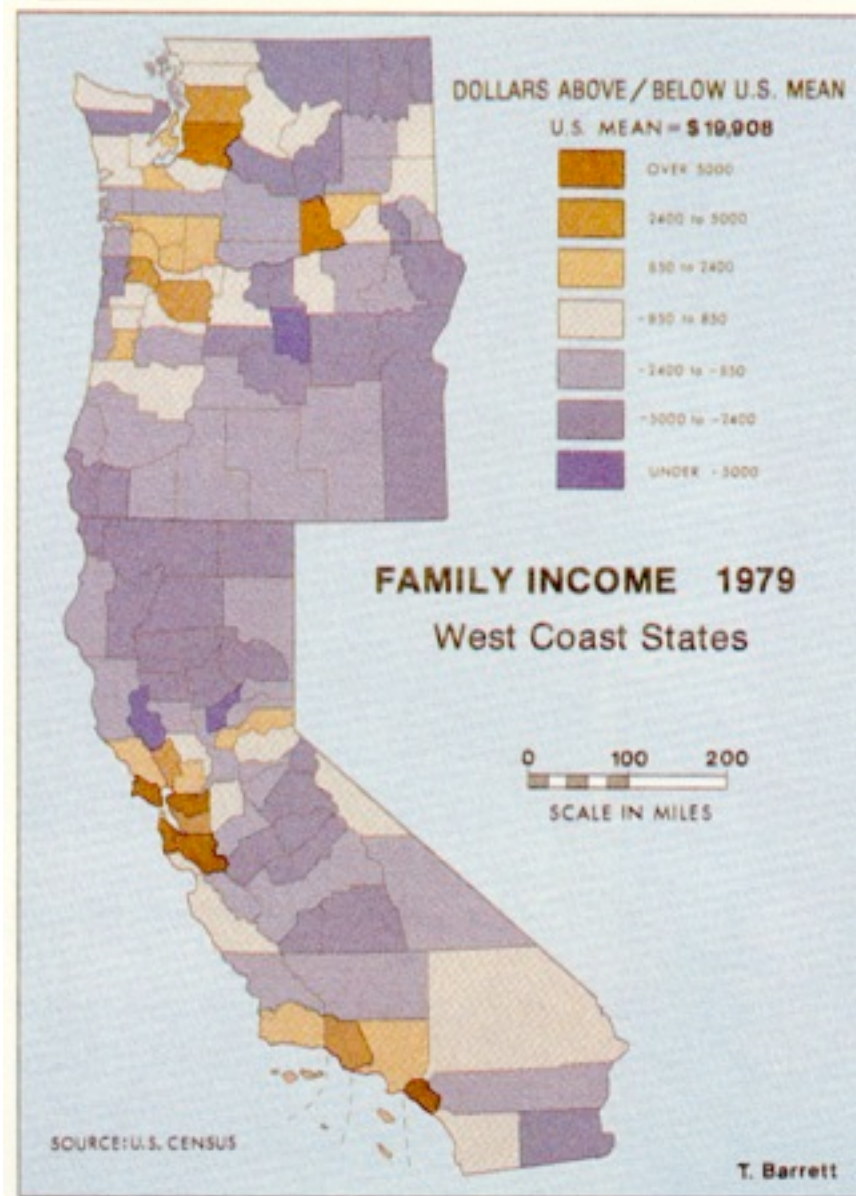 DOLLARS ABOVE / BELOW U.S. MEAN
U.S. MEAN = $19,908
OVER 5000
2400 to 5000
850 to 2400
-850 to 850
-2400 to -850
-5000 to -2400
UNDER -5000
FAMILY INCOME 1979
West Coast States
0 100 200
SCALE IN MILES
SOURCE: U.S. CENSUS
T. Barrett